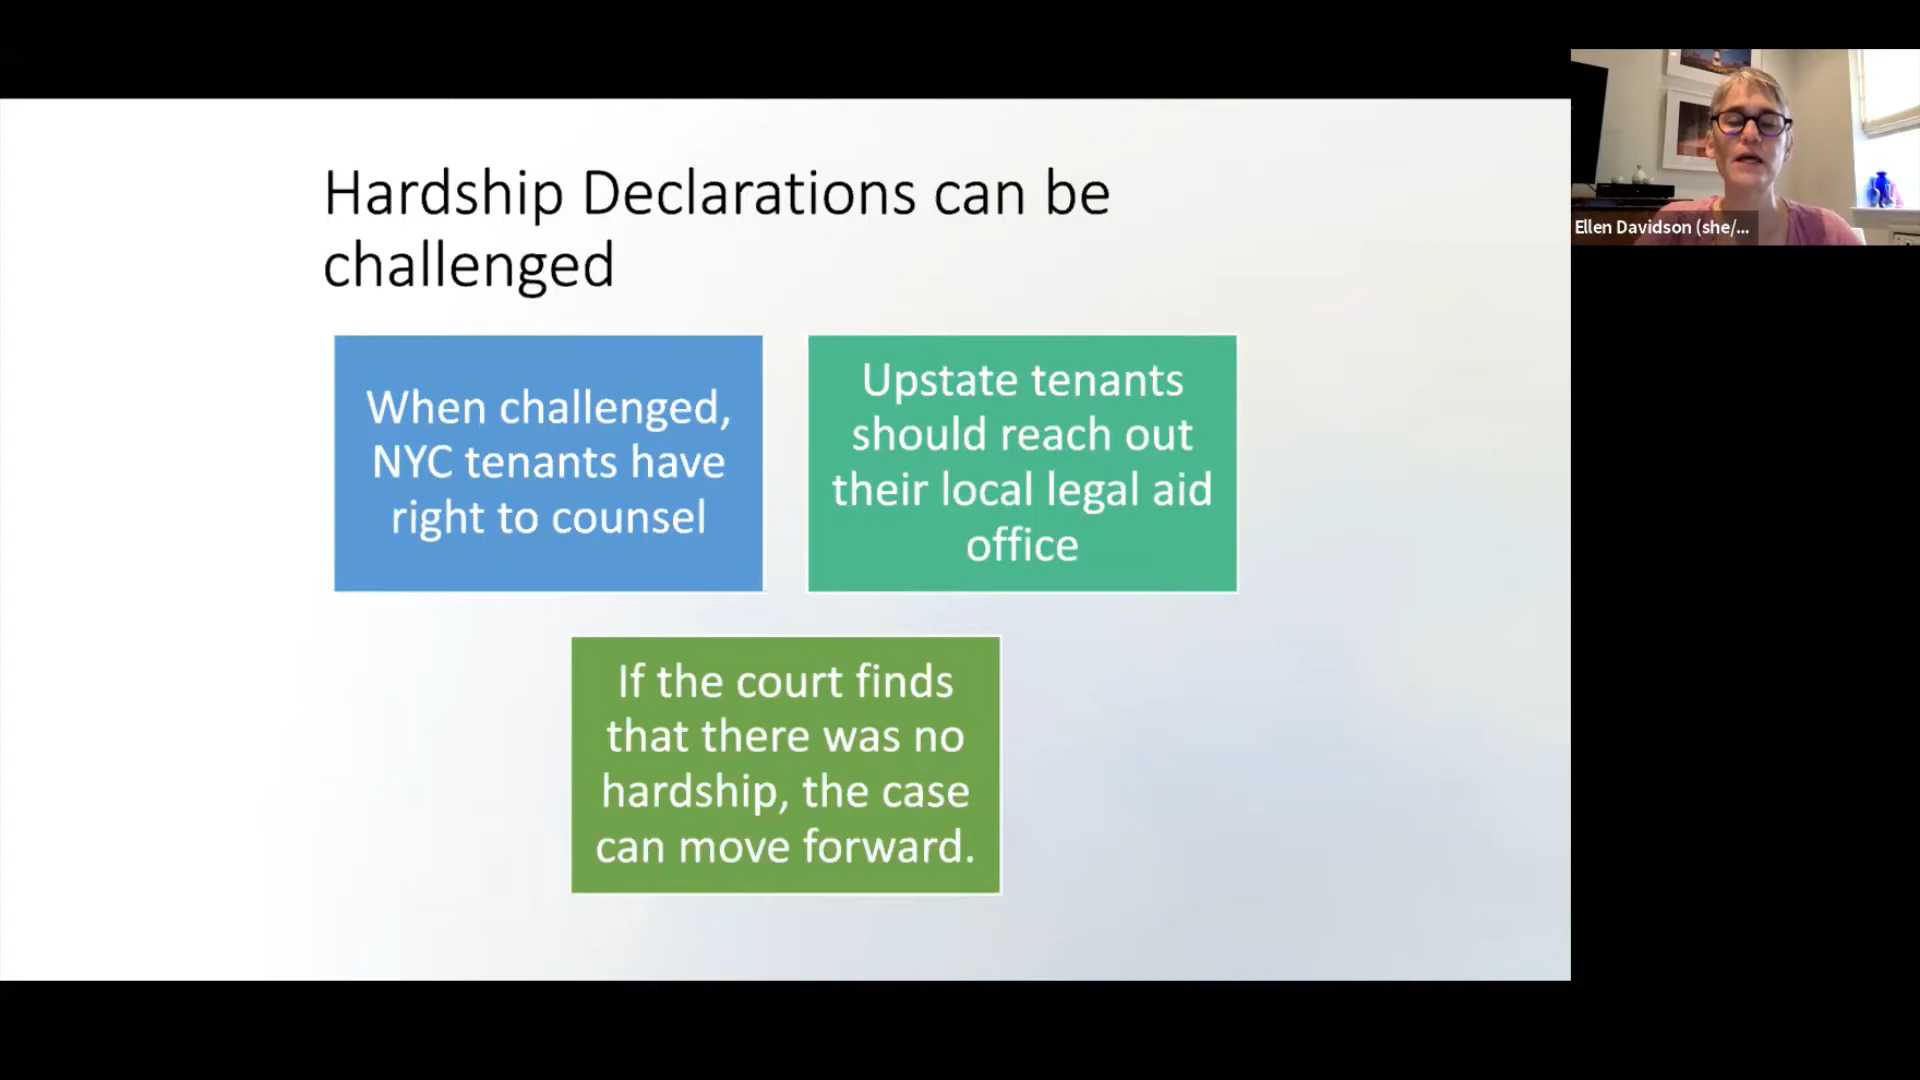 Hardship Declarations can be
challenged
When challenged,
NYC tenants have
right to counsel
Upstate tenants
should reach out
their local legal aid
office
If the court finds
that there was no
hardship, the case
can move forward.
Ellen Davidson (she/...